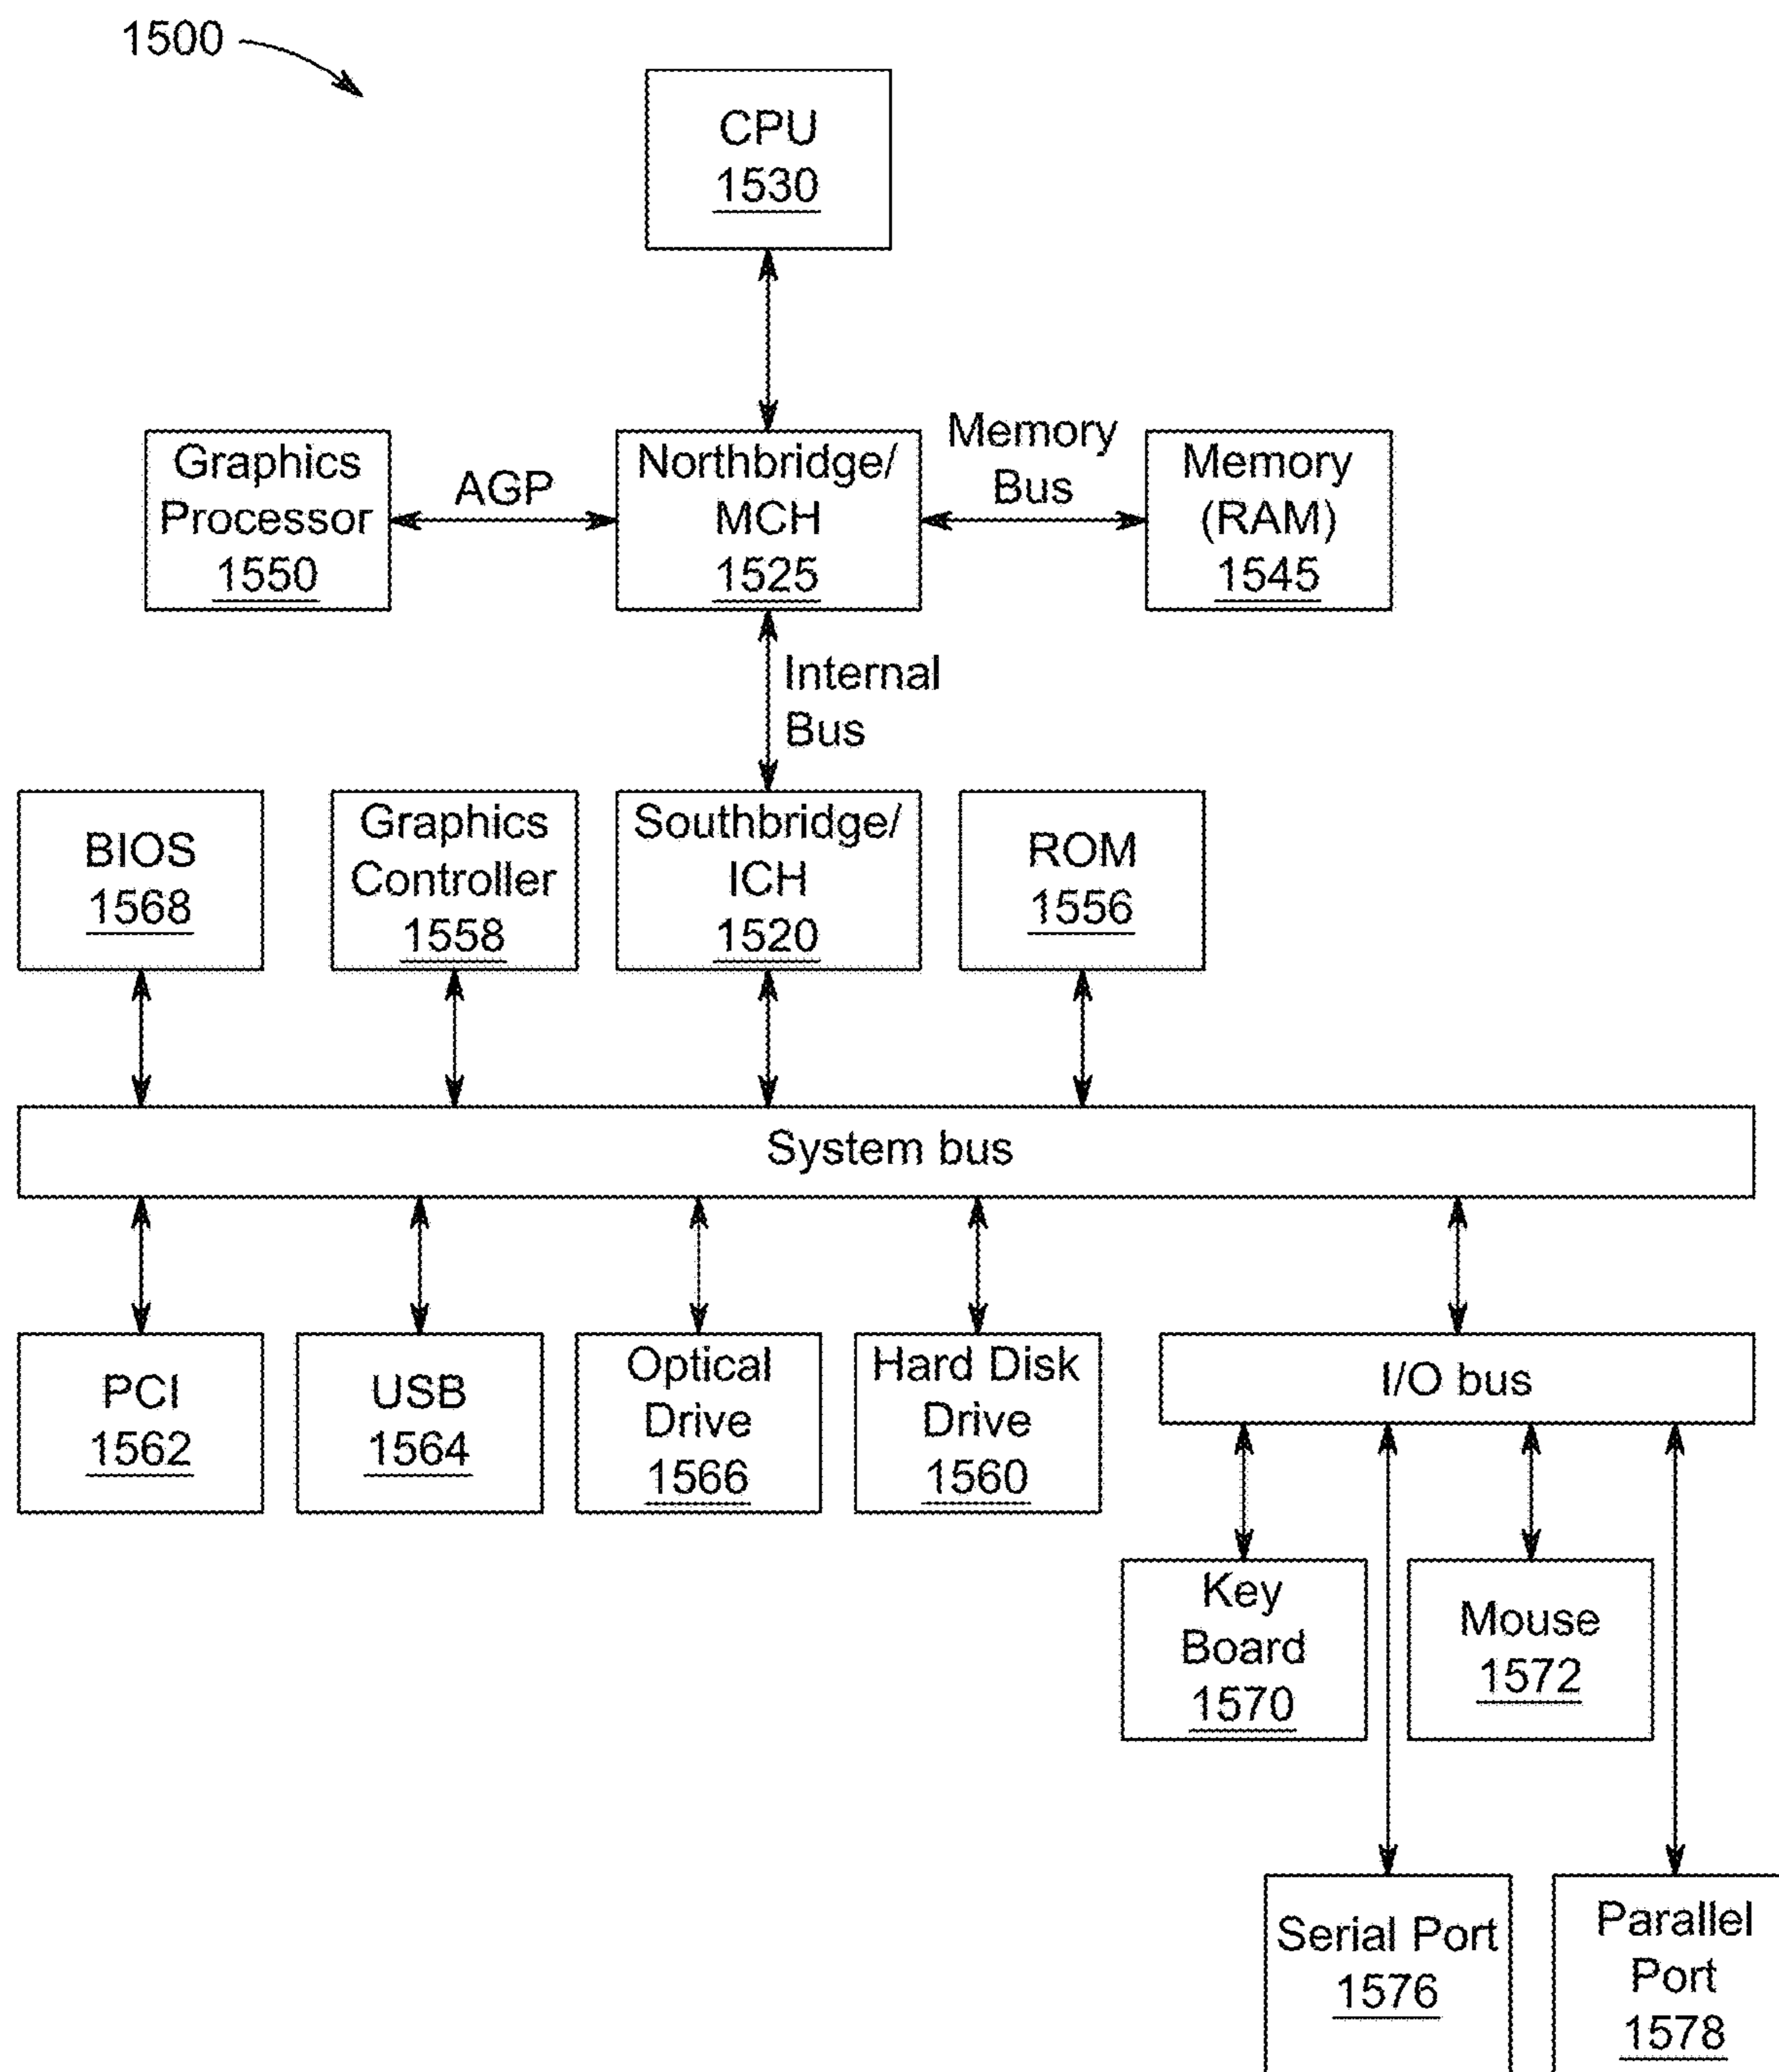 1500
CPU
1530
Graphics
Processor
1550
AGP
Northbridge/
MCH
1525
Memory
Bus
Memory
(RAM)
1545
Internal
Bus
BIOS
1568
Graphics
Controller
1558
Southbridge/
ICH
1520
ROM
1556
System bus
PCI
1562
USB
1564
Optical
Drive
1566
Hard Disk
Drive
1560
I/O bus
Key
Board
1570
Mouse
1572
Serial Port
1576
Parallel
Port
1578